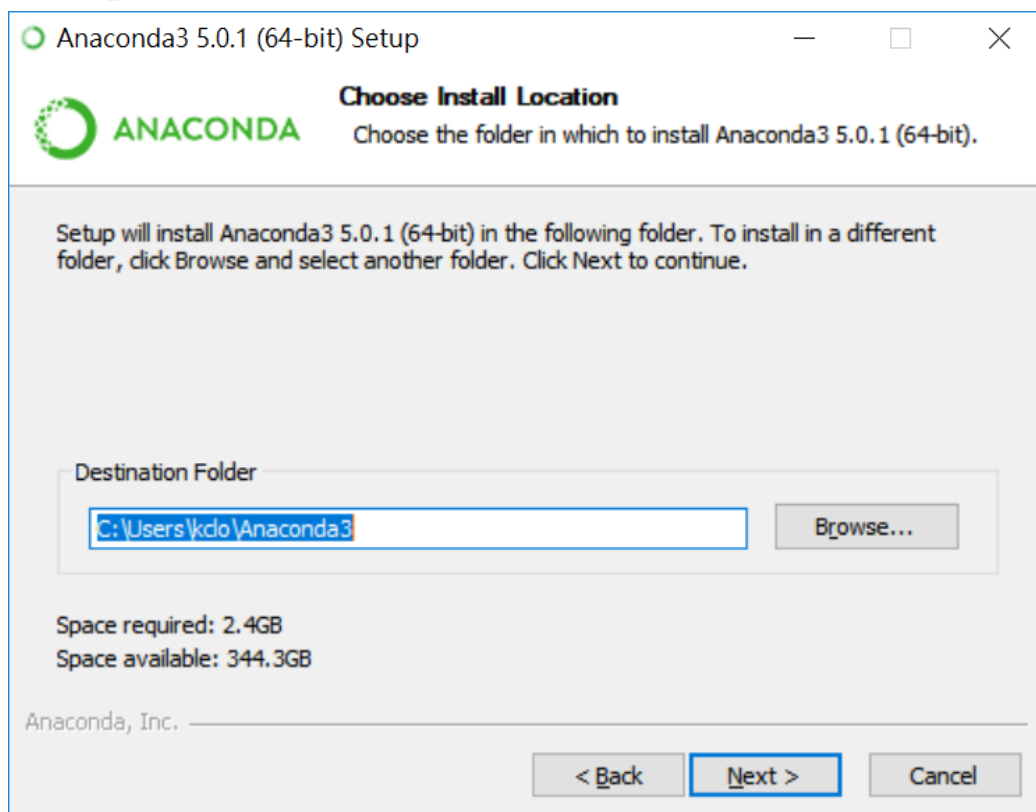 Anaconda3 5.0.1 (64-bit) Setup
Choose Install Location
ANACONDA
Choose the folder in which to install Anaconda3 5.0.1 (64-bit).
Setup will install Anaconda3 5.0.1 (64-bit) in the following folder. To install in a different
folder, click Browse and select another folder. Click Next to continue.
Destination Folder
C:\Users\kclo\Anaconda3
Browse...
Space required: 2.4GB
Space available: 344.3GB
Anaconda, Inc.
< Back
Next >
Cancel